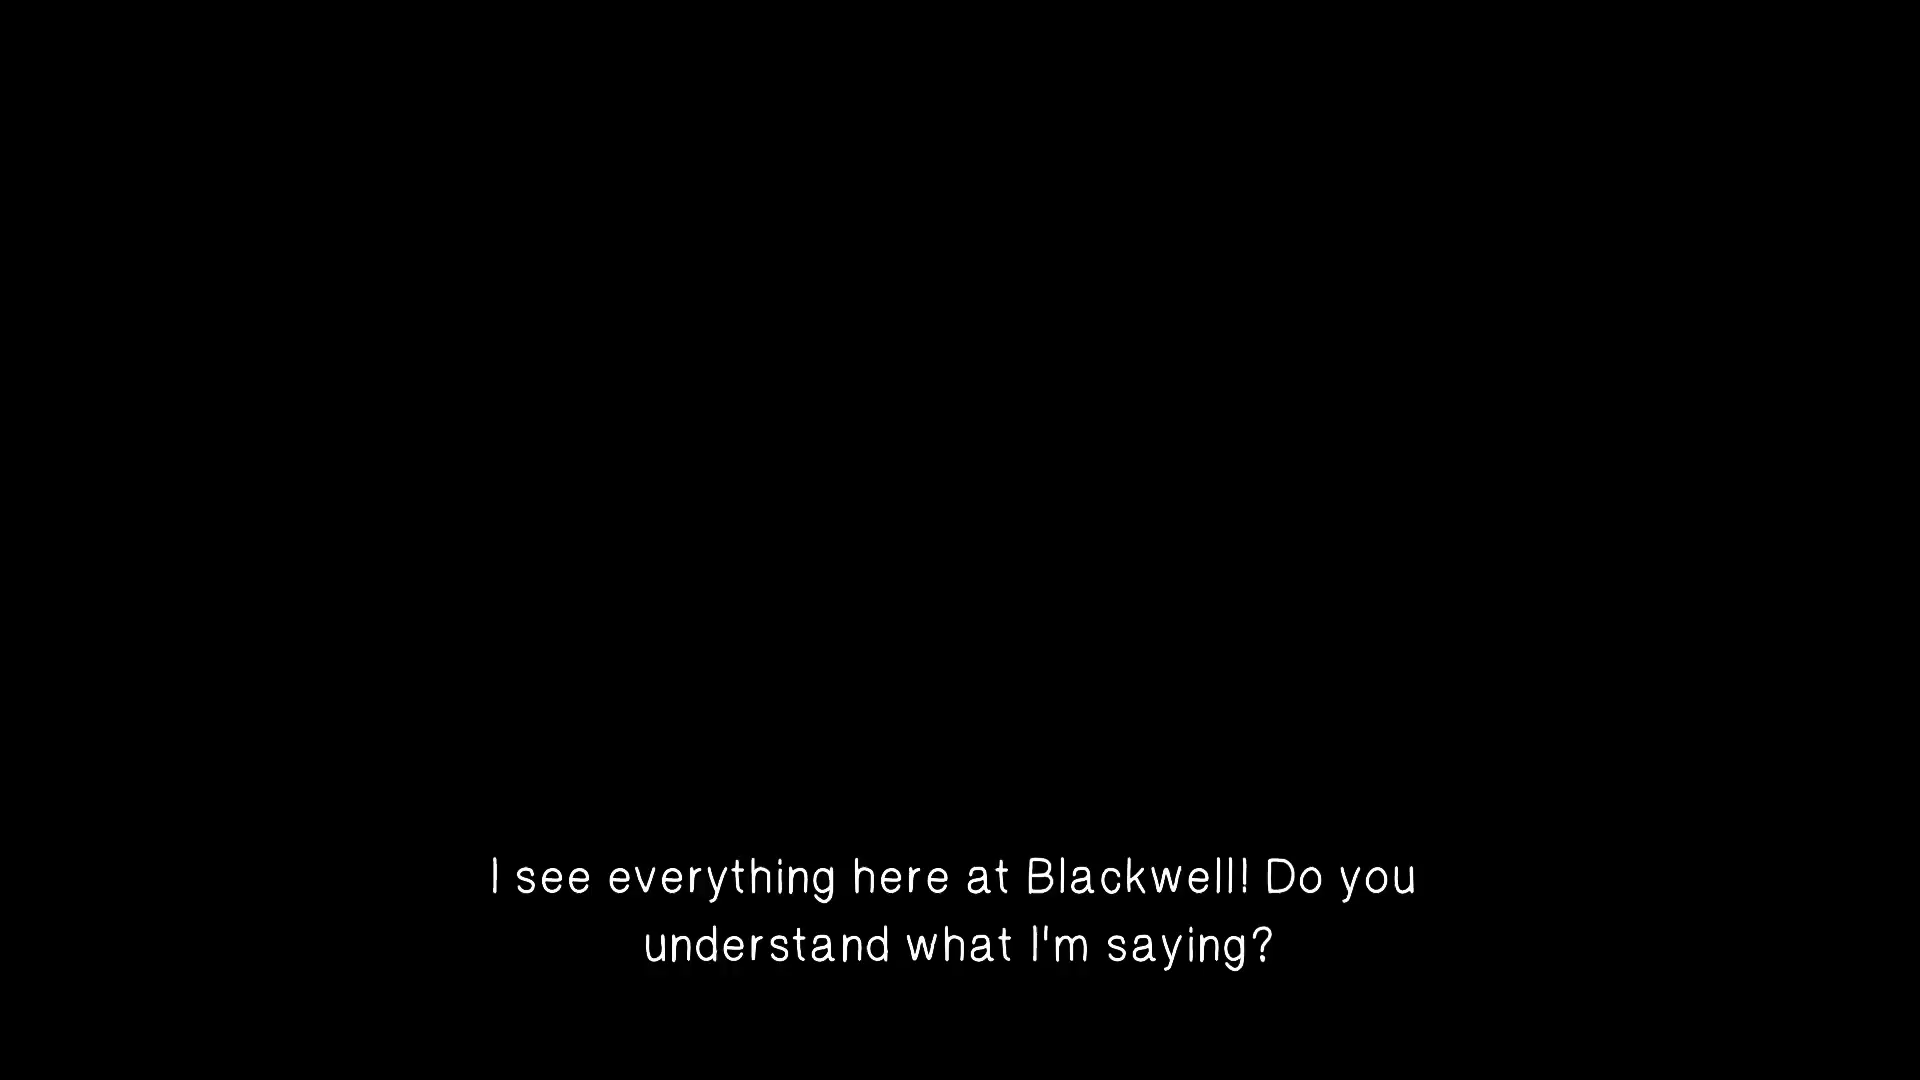 I see everything here at Blackwell! Do you
understand what I'm saying?